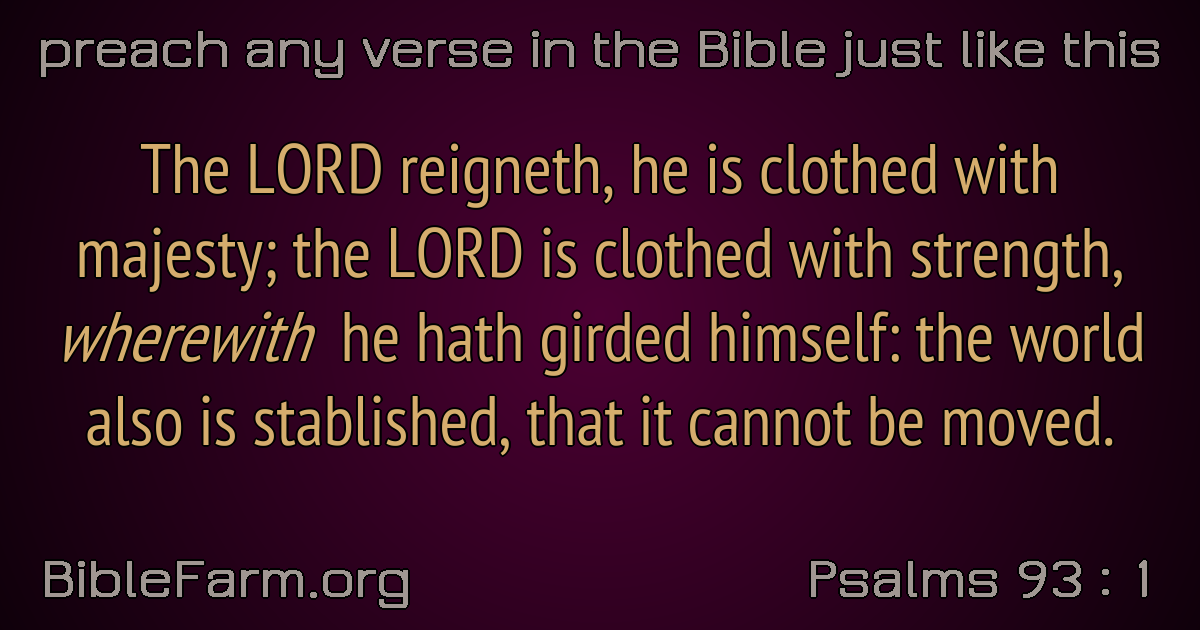 preach any verse in the Bible just like this
The LORD reigneth, he is clothed with
majesty; the LORD is clothed with strength,
wherewith he hath girded himself: the world
also is stablished, that it cannot be moved.
BibleFarm.org
Psalms 93 : 1